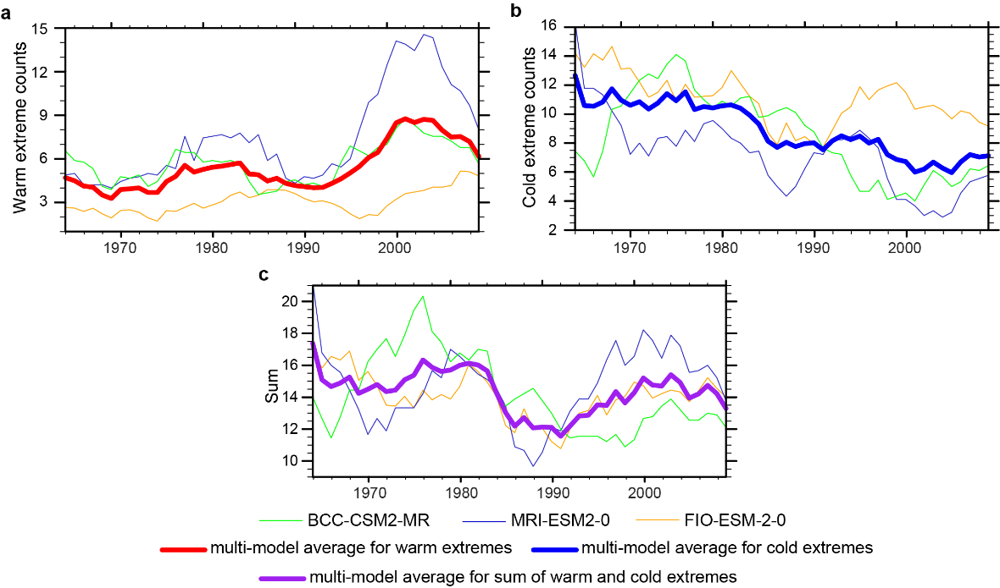 a
Warm extreme counts
15
12
9
6
3
1970 1980 1990 2000
b
Cold extreme counts
16
14
12
10
8
6
4
2
1970 1980 1990 2000
c
Sum
20
18
16
14
12
10
1970 1980 1990 2000
BCC-CSM2-MR MRI-ESM2-0 FIO-ESM-2-0
multi-model average for warm extremes multi-model average for cold extremes
multi-model average for sum of warm and cold extremes